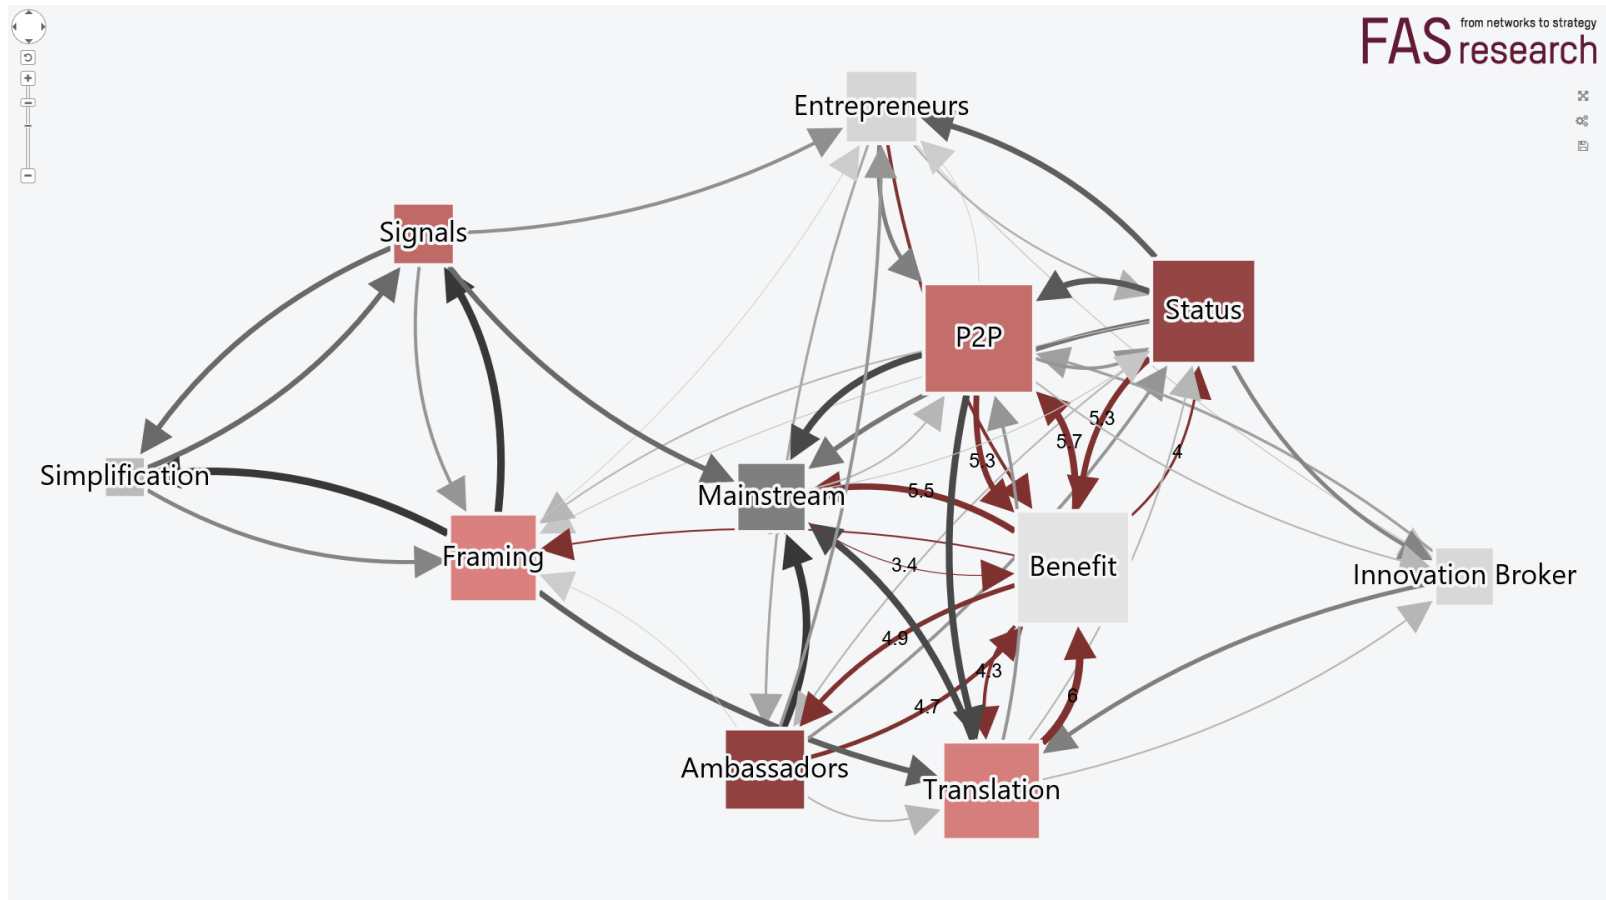 from networks to strategy
FAS research
Entrepreneurs
Signals
Status
P2P
5.3
5.7
4
5.3
Simplification
Mainstream
5.5
Framing
3.4
Benefit
Innovation Broker
4.9
4.3
6
4.7
Ambassadors
Translation